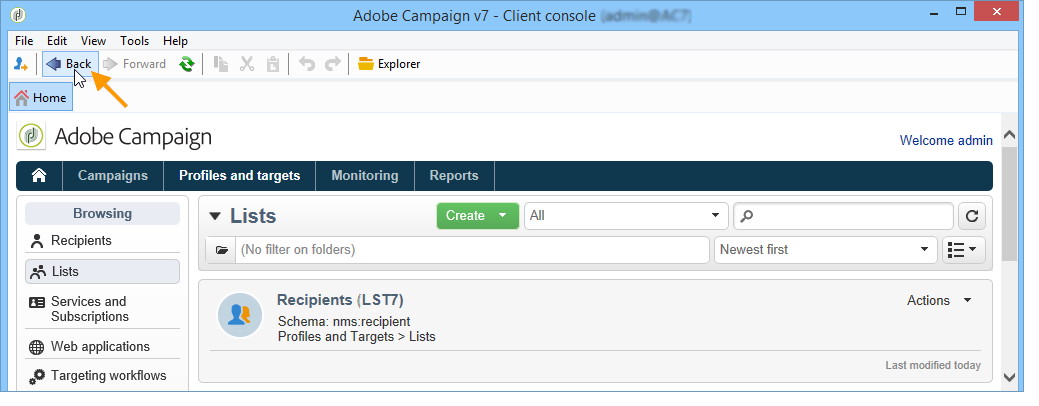 Adobe Campaign v7 - Client console (admin@AC7)
File Edit View Tools Help
Back Forward Explorer
Home
Adobe Campaign
Welcome admin
Campaigns Profiles and targets Monitoring Reports
Browsing
Recipients
Lists
Services and
Subscriptions
Web applications
Targeting workflows
Lists Create All
(No filter on folders) Newest first
Recipients (LST7)
Actions
Schema: nms:recipient
Profiles and Targets > Lists
Last modified today